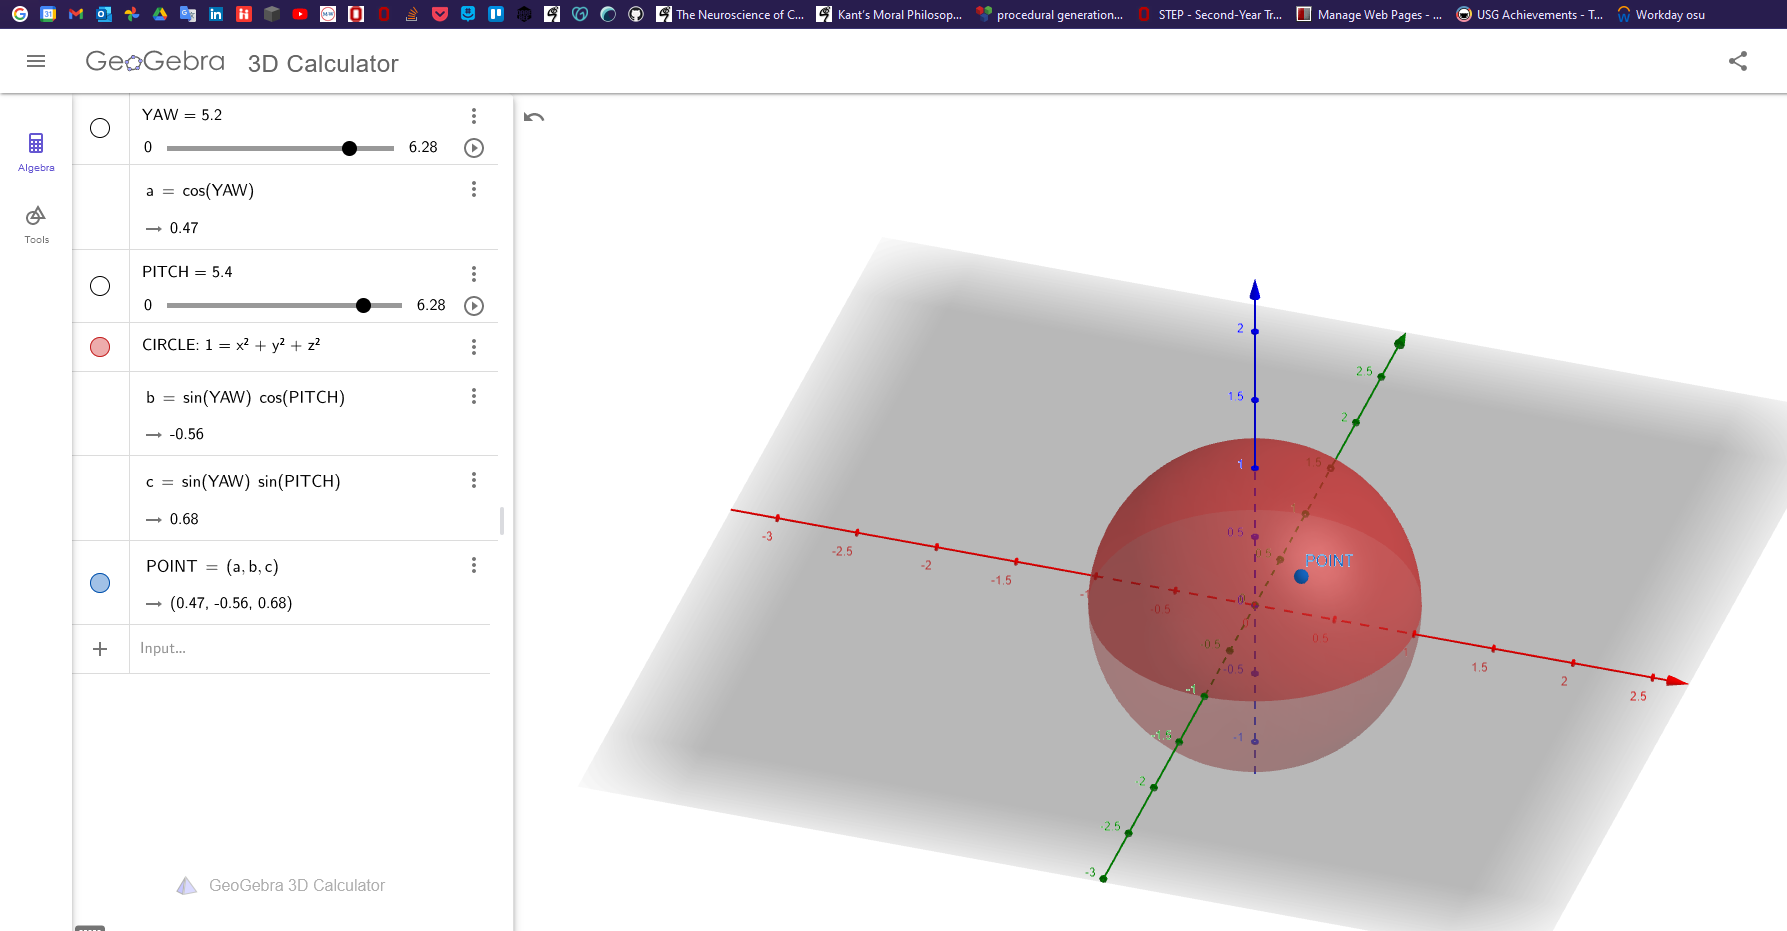 The Neuroscience of C...
Kant's Moral Philosop...
procedural generation...
STEP - Second-Year Tr...
Manage Web Pages - ...
USG Achievements - T...
Workday osu
GeoGebra 3D Calculator
Algebra
Tools
YAW = 5.2
0 6.28
a = cos(YAW)
→ 0.47
PITCH = 5.4
0 6.28
CIRCLE: 1 = x² + y² + z²
b = sin(YAW) cos(PITCH)
→ -0.56
c = sin(YAW) sin(PITCH)
→ 0.68
POINT = (a, b, c)
→ (0.47, -0.56, 0.68)
+ Input...
GeoGebra 3D Calculator
2
1.5
1
0.5
0
-0.5
-1
2.5
2
1.5
1
0.5
0.5
-1
-1.5
-2
-2.5
-3
-3
-2.5
-2
-1.5
-1
-0.5
0
0.5
1
1.5
2
2.5
POINT